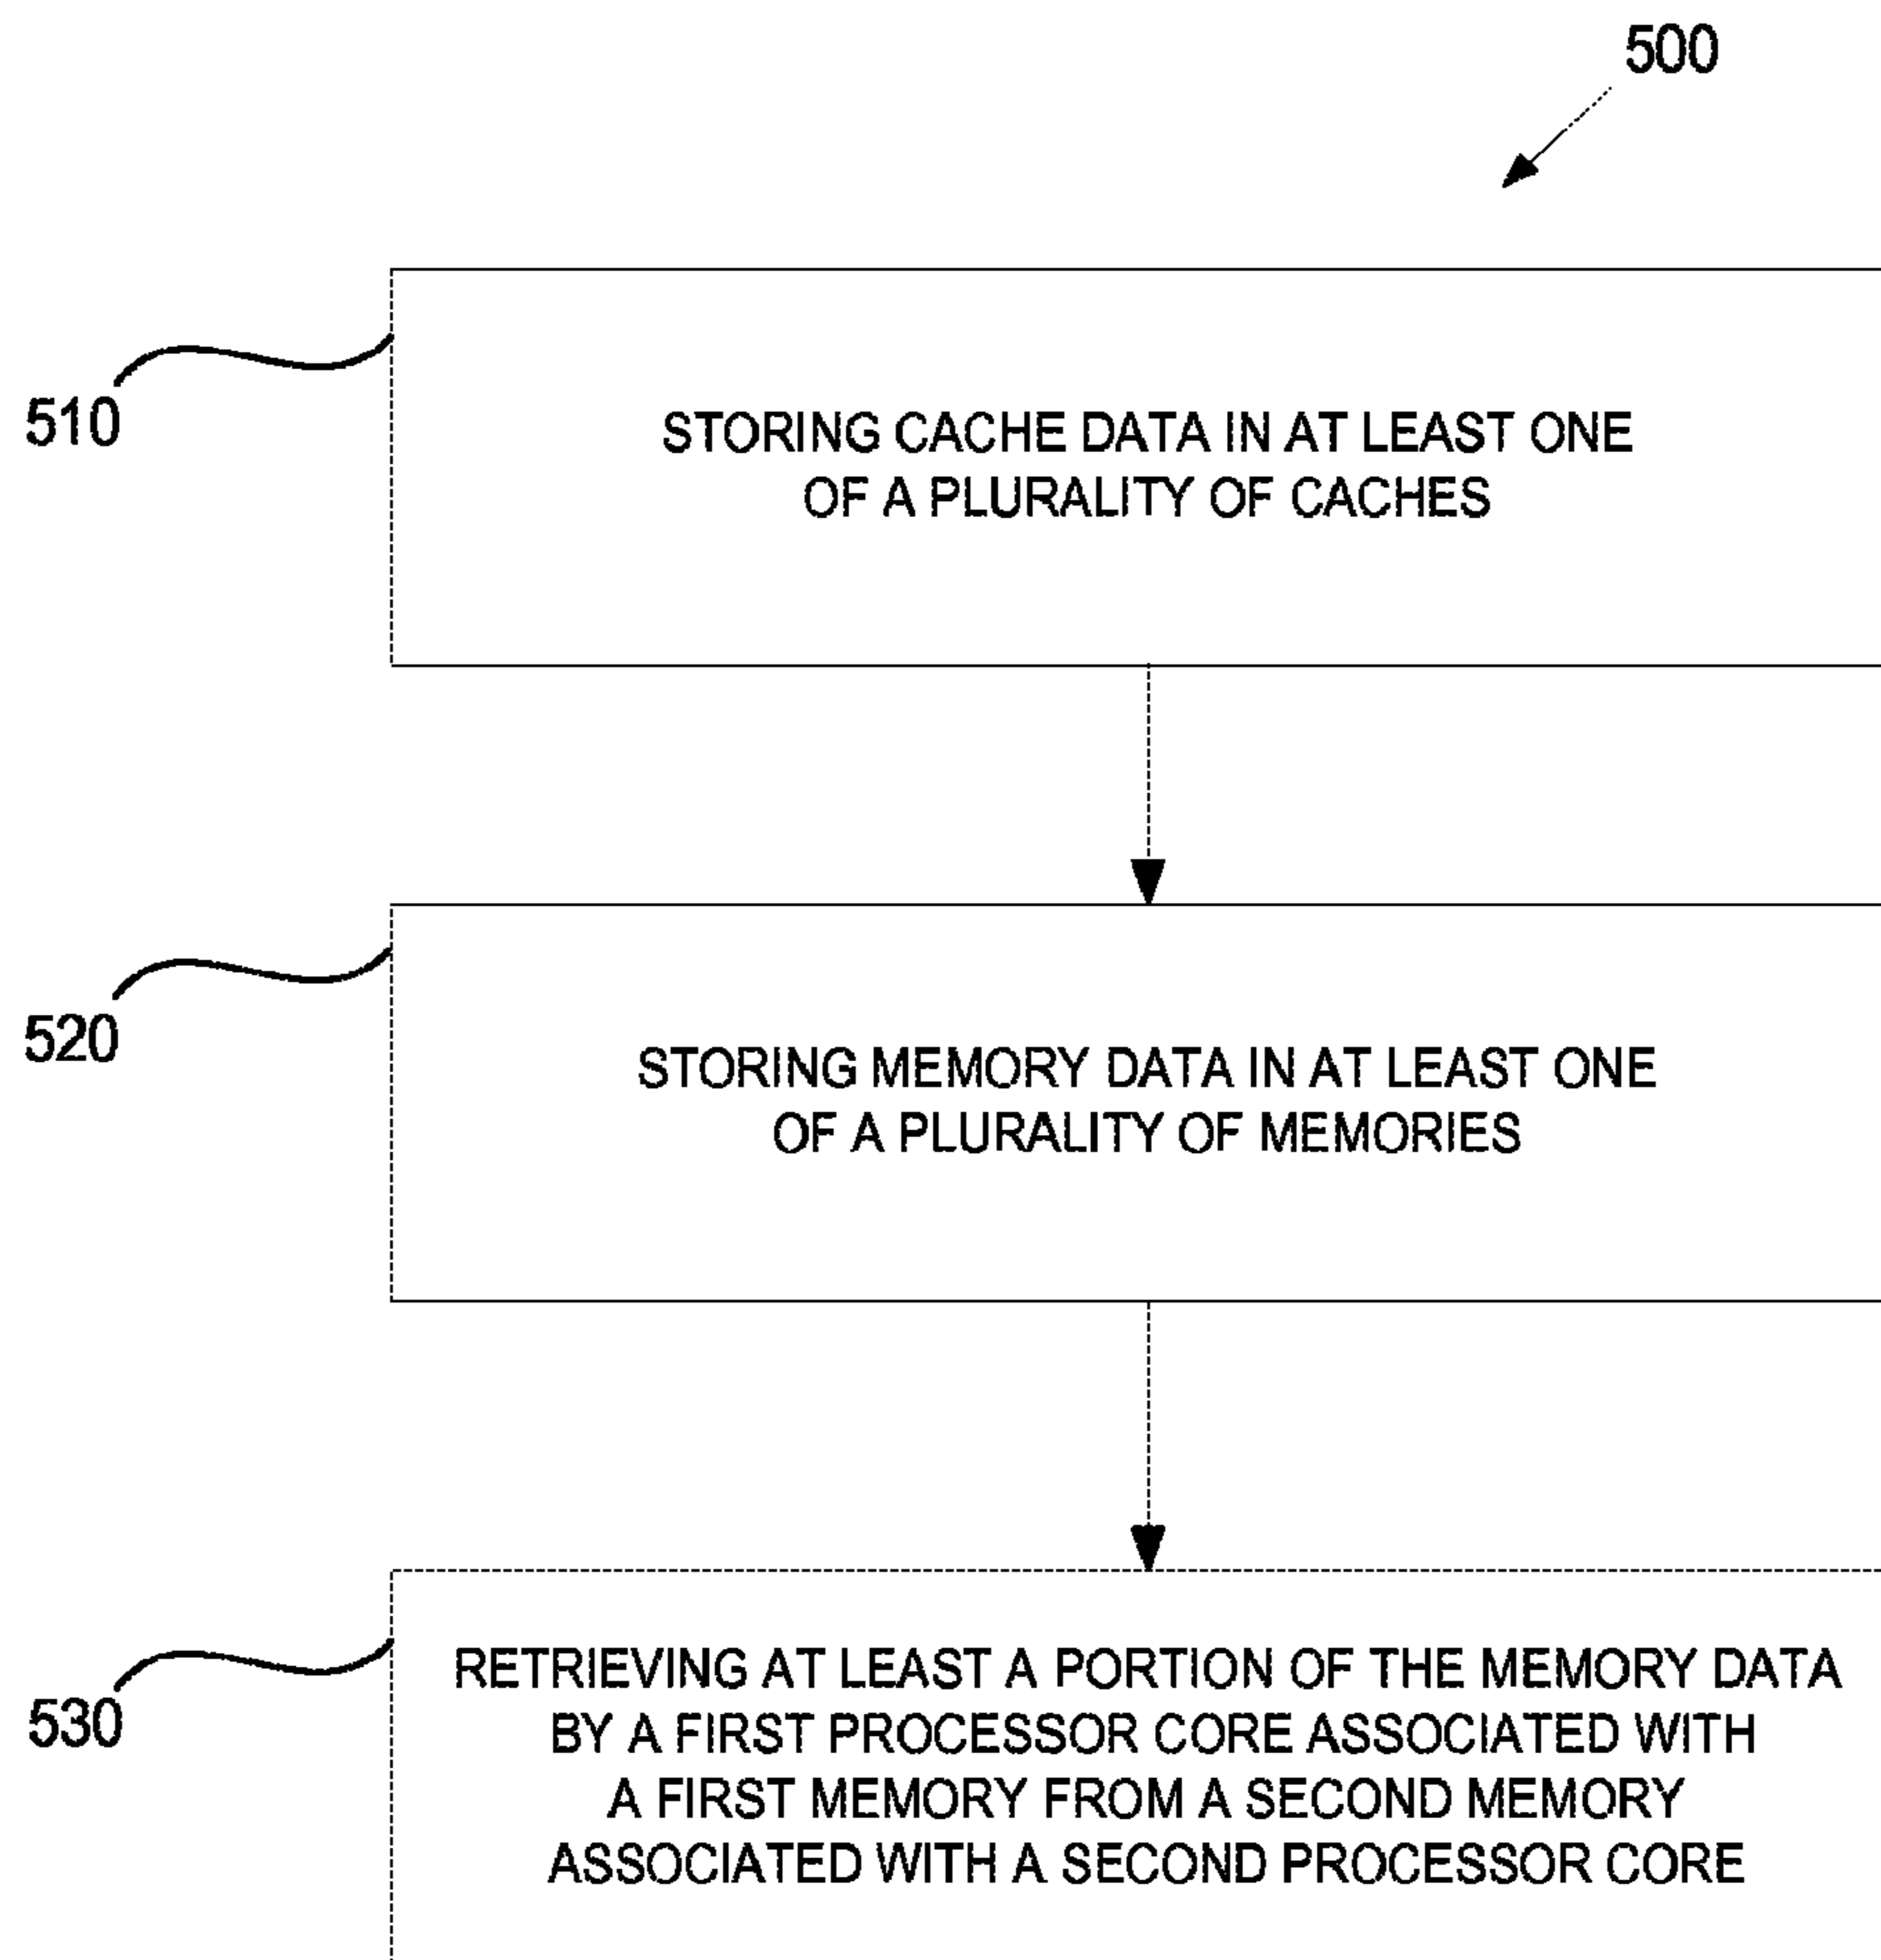 500
510
STORING CACHE DATA IN AT LEAST ONE
OF A PLURALITY OF CACHES
520
STORING MEMORY DATA IN AT LEAST ONE
OF A PLURALITY OF MEMORIES
530
RETRIEVING AT LEAST A PORTION OF THE MEMORY DATA
BY A FIRST PROCESSOR CORE ASSOCIATED WITH
A FIRST MEMORY FROM A SECOND MEMORY
ASSOCIATED WITH A SECOND PROCESSOR CORE